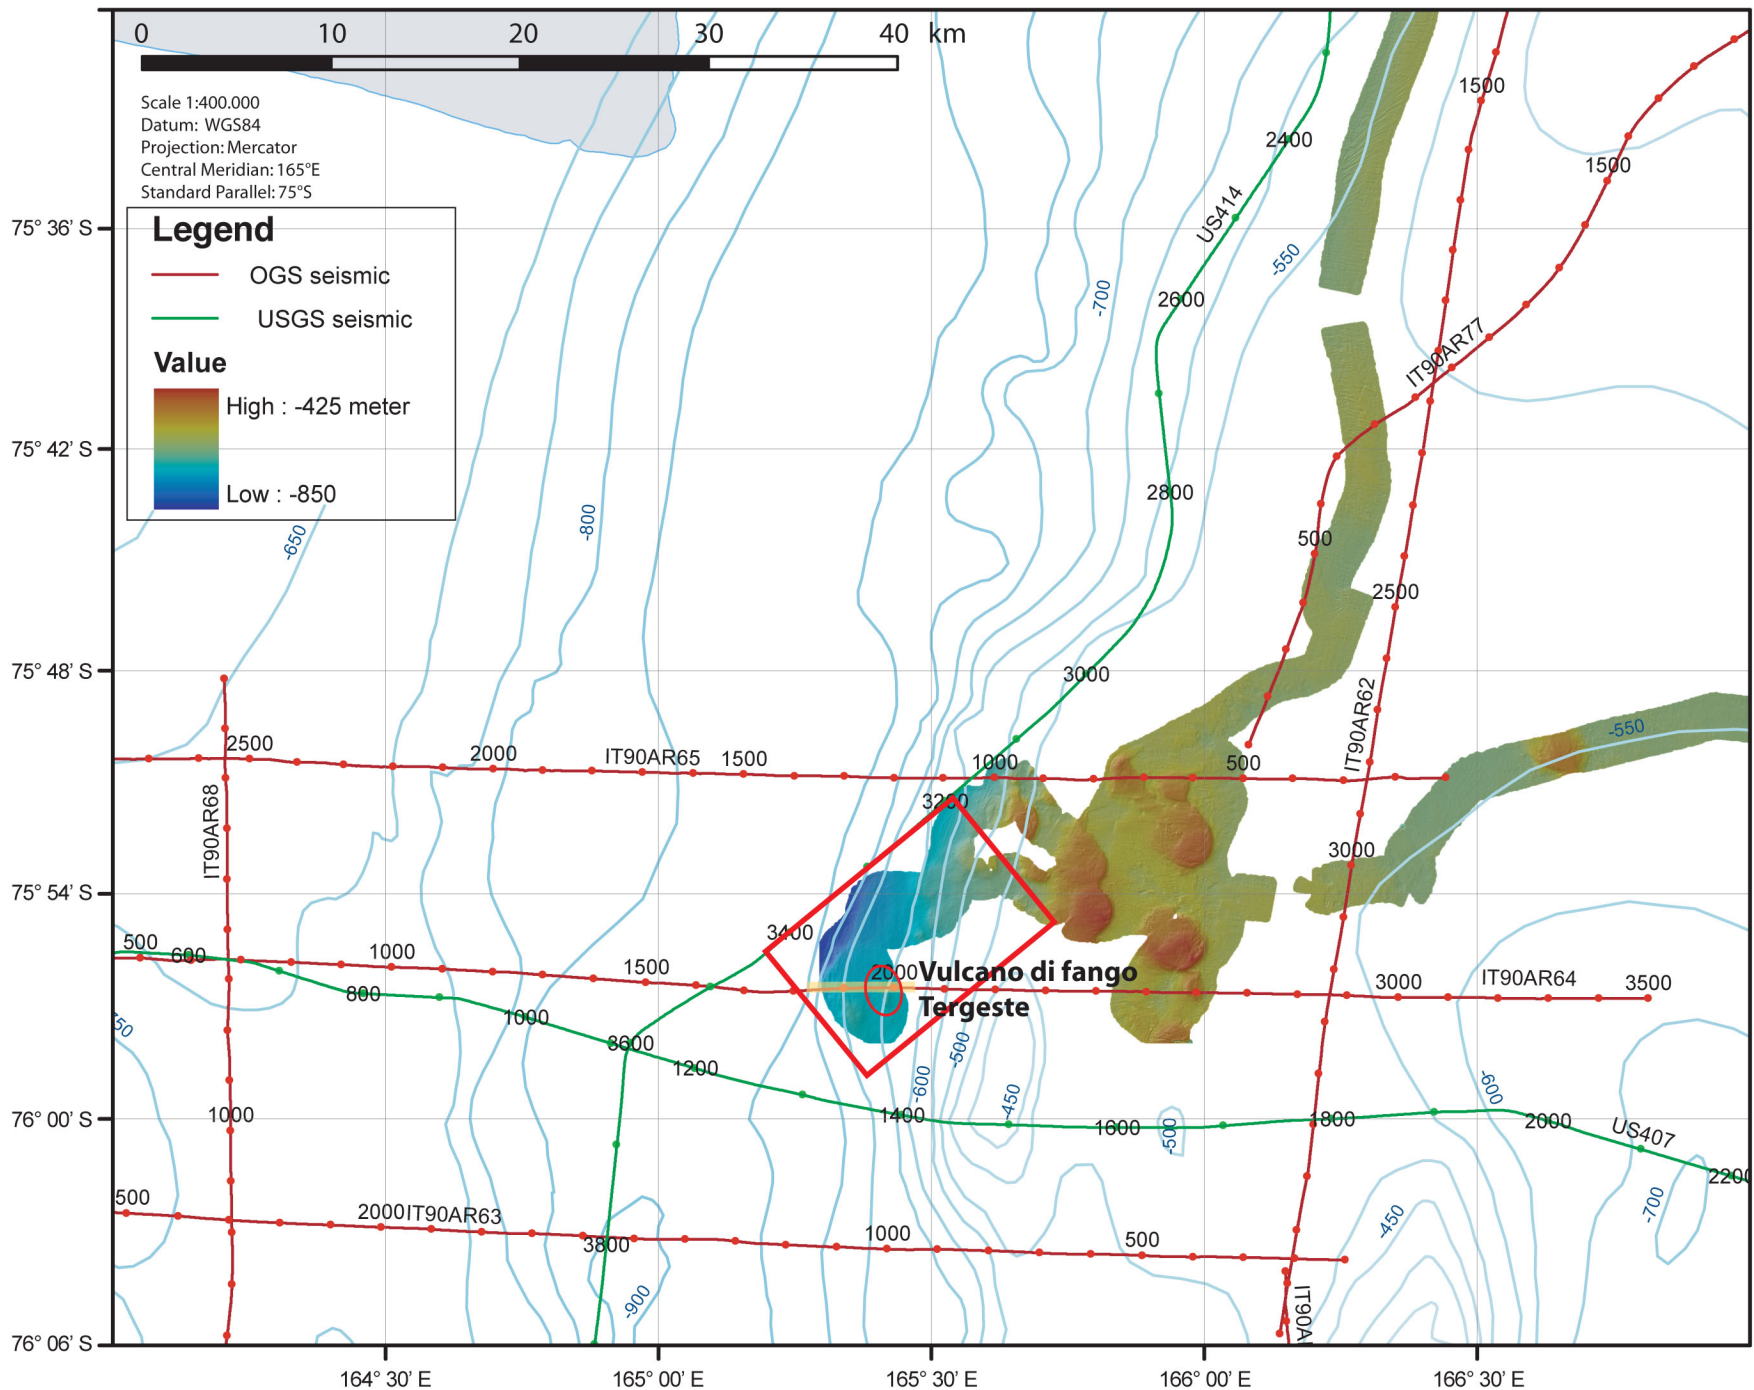 0 10 20 30 40 km
Scale 1:400.000
Datum: WGS84
Projection: Mercator
Central Meridian: 165°E
Standard Parallel: 75°S
Legend
OGS seismic
USGS seismic
Value
High : -425 meter
Low : -850
1500
2400
1500
US414
75° 36' S
-550
2600
-700
IT90AR77
75° 42' S
2800
-800
-650
500
2500
75° 48' S
3000
IT90AR62
-550
2500
2000
IT90AR65
1500
1000
500
IT90AR68
3200
3000
75° 54' S
3400
500
600
1000
1500
2000
Vulcano di fango
Tergeste
3000
IT90AR64
3500
800
1000
3600
1200
-500
-600
-450
-600
1000
1400
1600
-500
1800
2000
US407
2200
76° 00' S
750
500
2000
IT90AR63
3800
1000
500
-450
-700
-900
IT90A
76° 06' S
164° 30' E
165° 00' E
165° 30' E
166° 00' E
166° 30' E